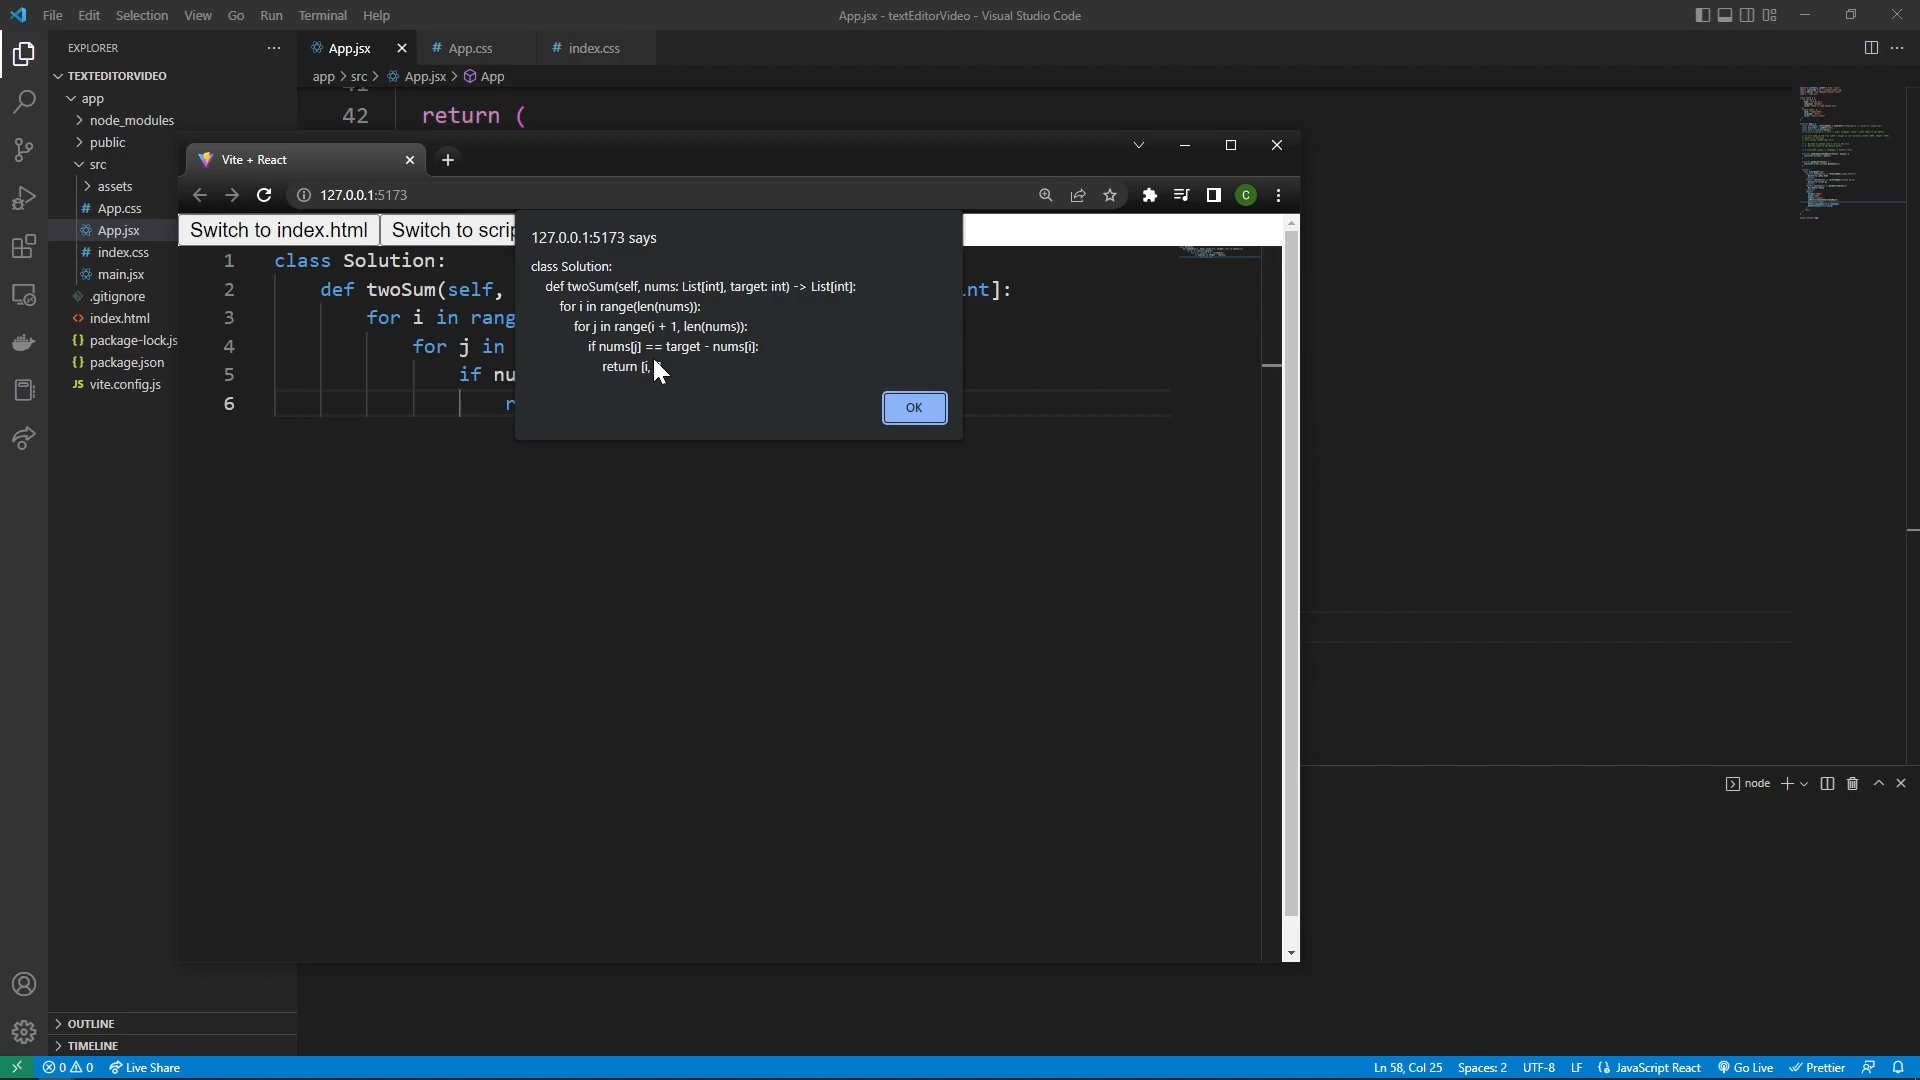 File Edit Selection View Go Run Terminal Help
App.jsx - textEditorVideo - Visual Studio Code
EXPLORER
TEXTEDITORVIDEO
app
node_modules
public
src
assets
App.css
App.jsx
index.css
main.jsx
.gitignore
index.html
package-lock.js
package.json
vite.config.js
OUTLINE
TIMELINE
App.jsx
App.css
index.css
app > src > App.jsx > App
42 return (
Vite + React
127.0.0.1:5173
Switch to index.html
Switch to scrip
1 class Solution:
2 def twoSum(self,
int]:
3 for i in rang
4 for j in
5 if nu
6 r
127.0.0.1:5173 says
class Solution:
def twoSum(self, nums: List[int], target: int) -> List[int]:
for i in range(len(nums)):
for j in range(i + 1, len(nums)):
if nums[j] == target - nums[i]:
return [i,
OK
node
0 0 Live Share
Ln 58, Col 25 Spaces: 2 UTF-8 LF JavaScript React Go Live Prettier